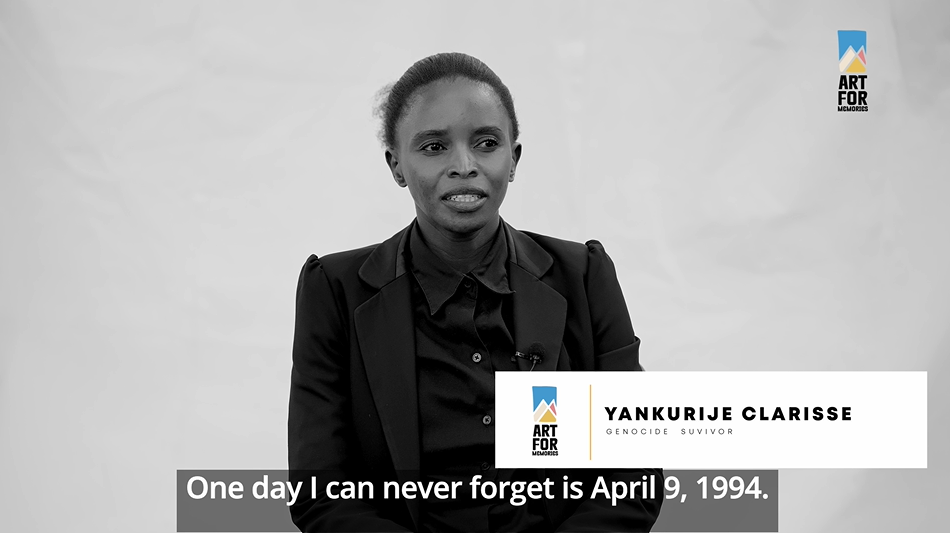 ART
FOR
MEMORIES
ART
FOR
MEMORIES
YANKURIJE CLARISSE
GENOCIDE SUVIVOR
One day I can never forget is April 9, 1994.